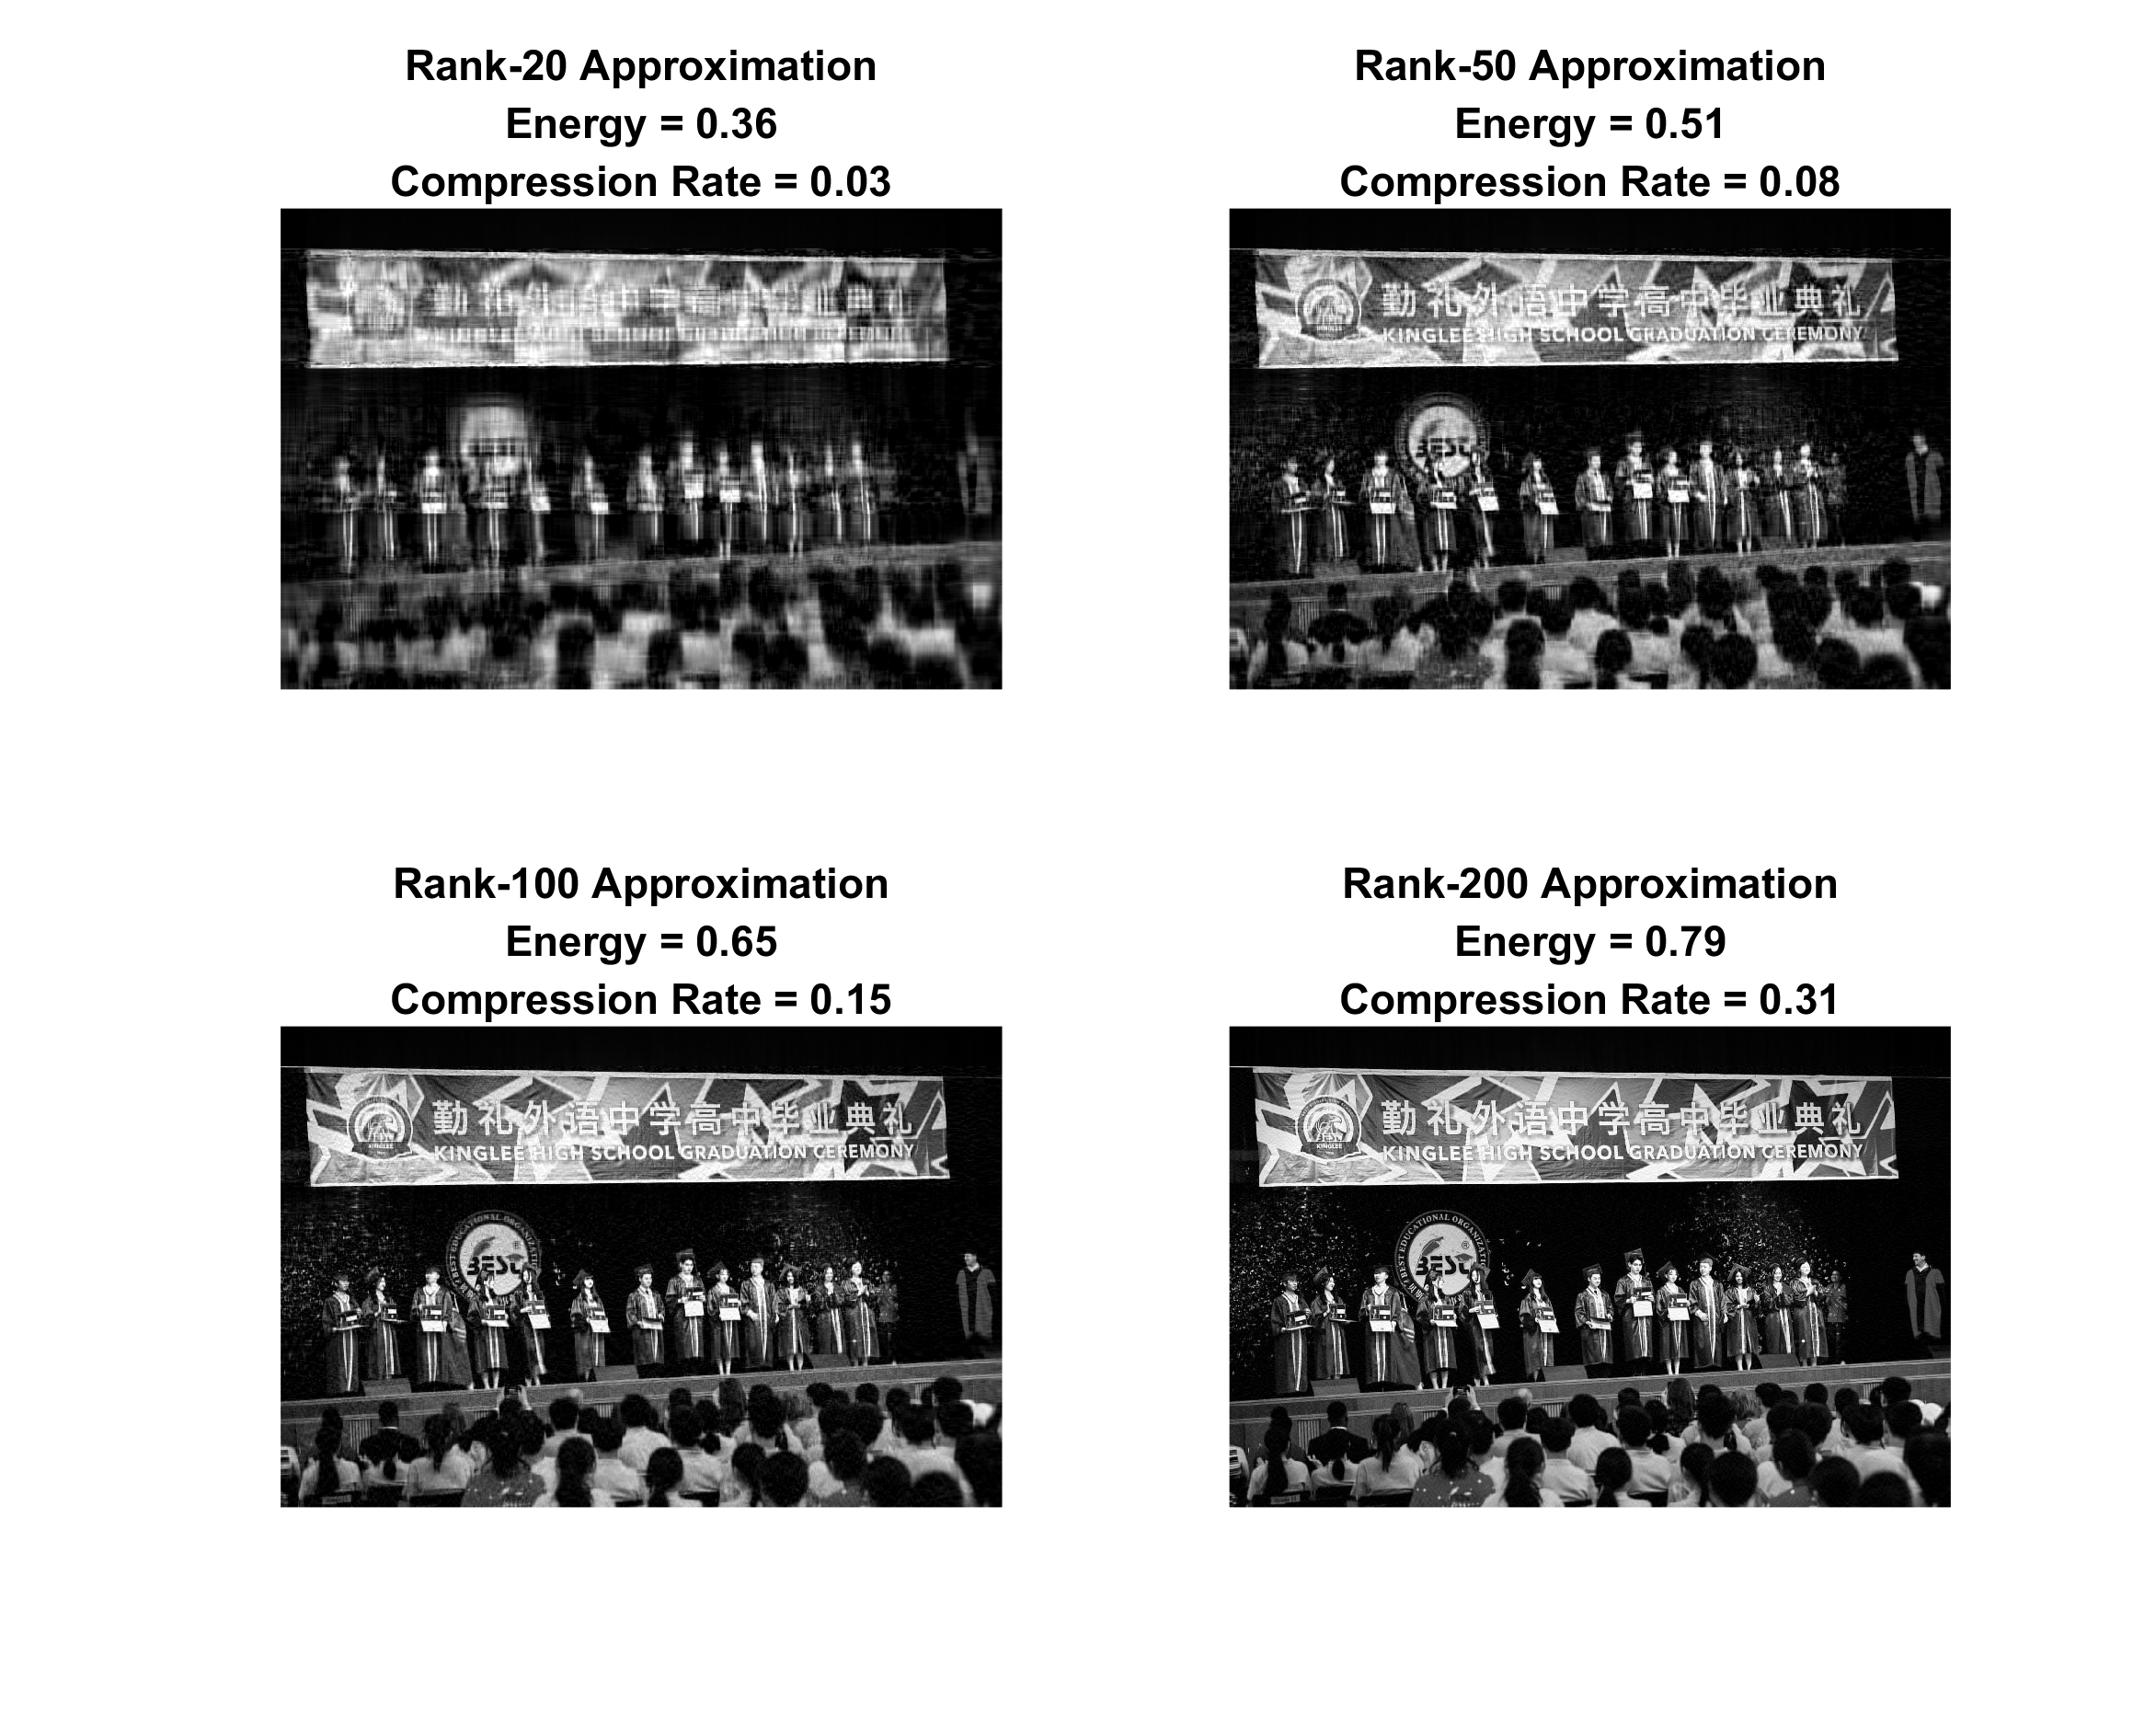 Rank-20 Approximation
Energy = 0.36
Compression Rate = 0.03
Rank-50 Approximation
Energy = 0.51
Compression Rate = 0.08
勤礼外语中学高中毕业典礼
KINGLEE HIGH SCHOOL GRADUATION CEREMONY
BEST
Rank-100 Approximation
Energy = 0.65
Compression Rate = 0.15
勤礼外语中学高中毕业典礼
KINGLEE HIGH SCHOOL GRADUATION CEREMONY
KINGLEE
BEST EDUCATIONAL
BEST
Rank-200 Approximation
Energy = 0.79
Compression Rate = 0.31
勤礼外语中学高中毕业典礼
KINGLEE HIGH SCHOOL GRADUATION CEREMONY
KINGLEE
BEST EDUCATIONAL
®
BEST